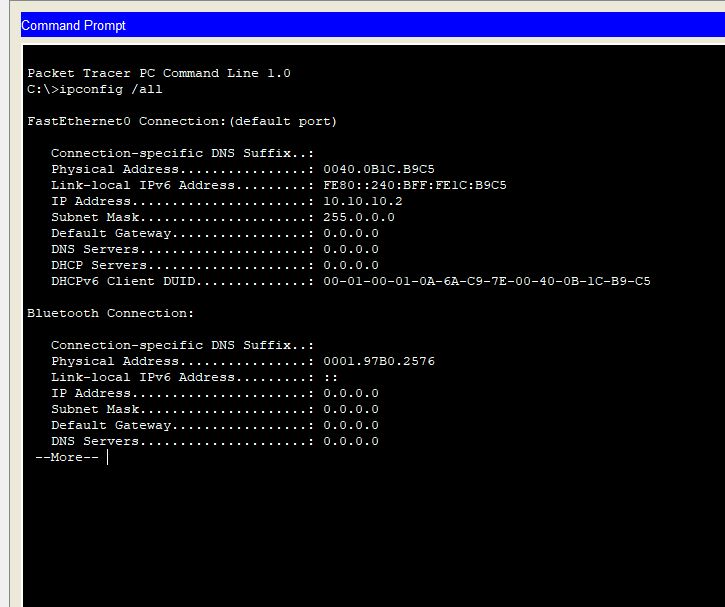 Command Prompt
Packet Tracer PC Command Line 1.0
C:\>ipconfig /all
FastEthernet0 Connection:(default port)
Connection-specific DNS Suffix..:
Physical Address................: 0040.0B1C.B9C5
Link-local IPv6 Address.........: FE80::240:BFF:FE1C:B9C5
IP Address......................: 10.10.10.2
Subnet Mask.....................: 255.0.0.0
Default Gateway.................: 0.0.0.0
DNS Servers.....................: 0.0.0.0
DHCP Servers....................: 0.0.0.0
DHCPv6 Client DUID..............: 00-01-00-01-0A-6A-C9-7E-00-40-0B-1C-B9-C5
Bluetooth Connection:
Connection-specific DNS Suffix..:
Physical Address................: 0001.97B0.2576
Link-local IPv6 Address.........: ::
IP Address......................: 0.0.0.0
Subnet Mask.....................: 0.0.0.0
Default Gateway.................: 0.0.0.0
DNS Servers.....................: 0.0.0.0
--More--